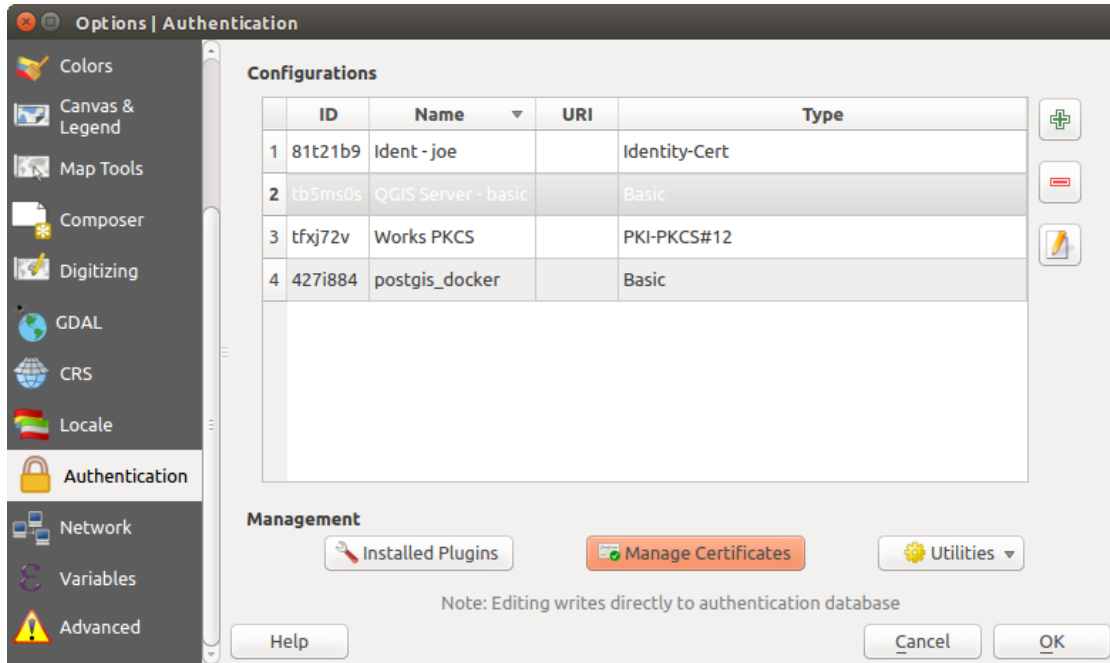 Options | Authentication
Colors
Canvas &
Legend
Map Tools
Composer
Digitizing
GDAL
CRS
Locale
Authentication
Network
Variables
Advanced
Configurations
ID Name URI Type
1 81t21b9 Ident - joe Identity-Cert
2 tb5ms0s QGIS Server - basic Basic
3 tfxj72v Works PKCS PKI-PKCS#12
4 427i884 postgis_docker Basic
Management
Installed Plugins Manage Certificates Utilities
Note: Editing writes directly to authentication database
Help Cancel OK